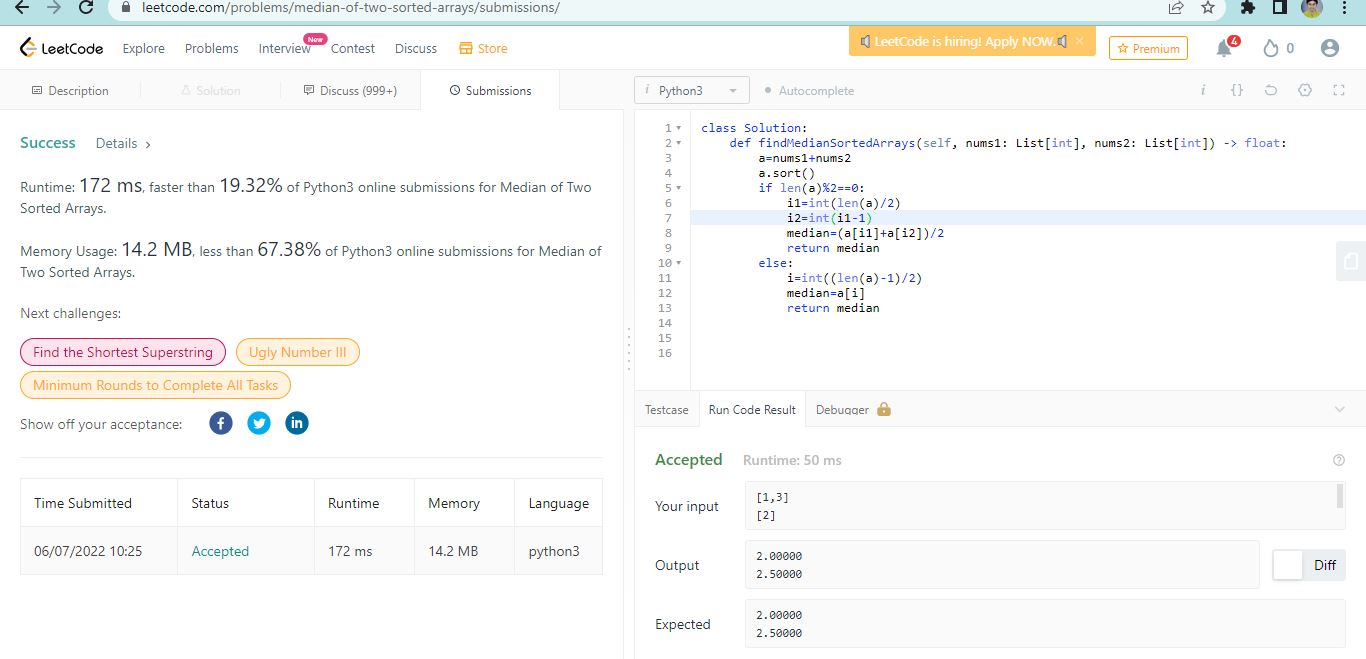 leetcode.com/problems/median-of-two-sorted-arrays/submissions/
LeetCode Explore Problems Interview New Contest Discuss Store
LeetCode is hiring! Apply NOW. ×
Premium 4 0
Description Solution Discuss (999+) Submissions
Success Details ›
Runtime: 172 ms, faster than 19.32% of Python3 online submissions for Median of Two
Sorted Arrays.
Memory Usage: 14.2 MB, less than 67.38% of Python3 online submissions for Median of
Two Sorted Arrays.
Next challenges:
Find the Shortest Superstring Ugly Number III
Minimum Rounds to Complete All Tasks
Show off your acceptance:
Time Submitted Status Runtime Memory Language
06/07/2022 10:25 Accepted 172 ms 14.2 MB python3
i Python3 Autocomplete i {}
1 class Solution:
2 def findMedianSortedArrays(self, nums1: List[int], nums2: List[int]) -> float:
3 a=nums1+nums2
4 a.sort()
5 if len(a)%2==0:
6 i1=int(len(a)/2)
7 i2=int(i1-1)
8 median=(a[i1]+a[i2])/2
9 return median
10 else:
11 i=int((len(a)-1)/2)
12 median=a[i]
13 return median
14
15
16
Testcase Run Code Result Debugger
Accepted Runtime: 50 ms
Your input
[1,3]
[2]
Output
2.00000
2.50000
Diff
Expected
2.00000
2.50000